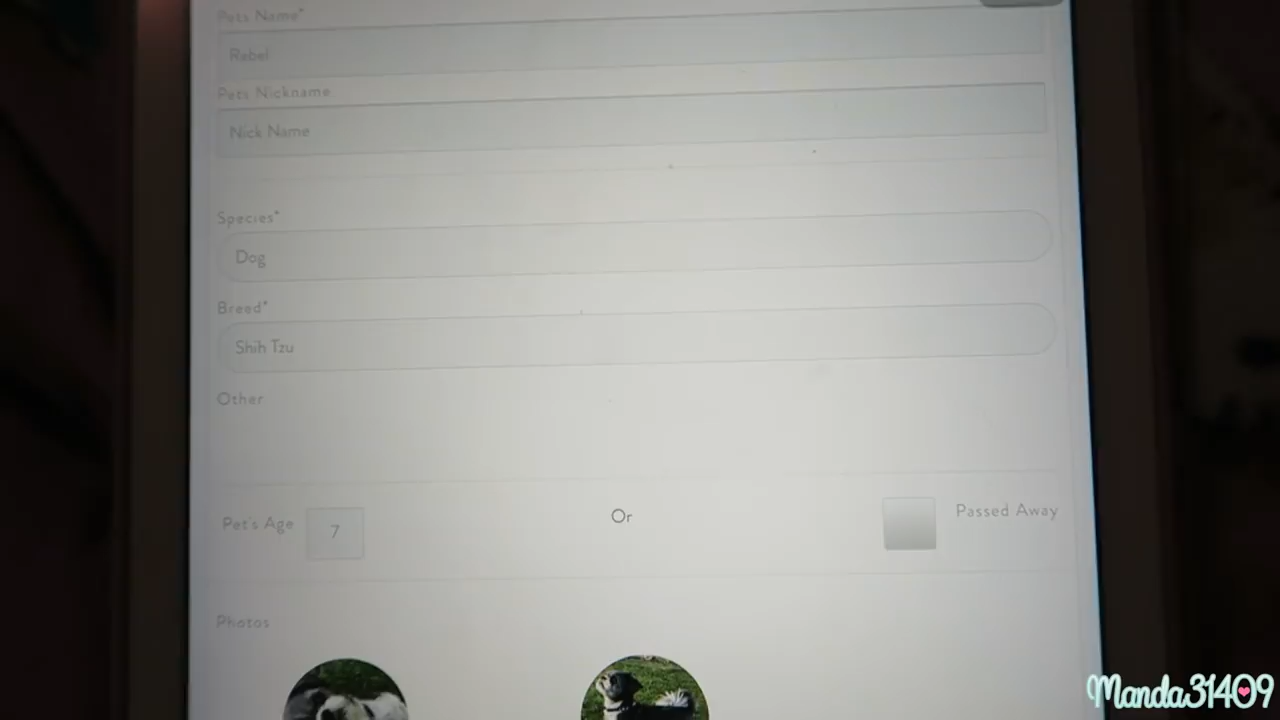 Pets Name*
Rebel
Pets Nickname
Nick Name
Species*
Dog
Breed*
Shih Tzu
Other
Pet's Age 7 Or Passed Away
Photos
Manda31409